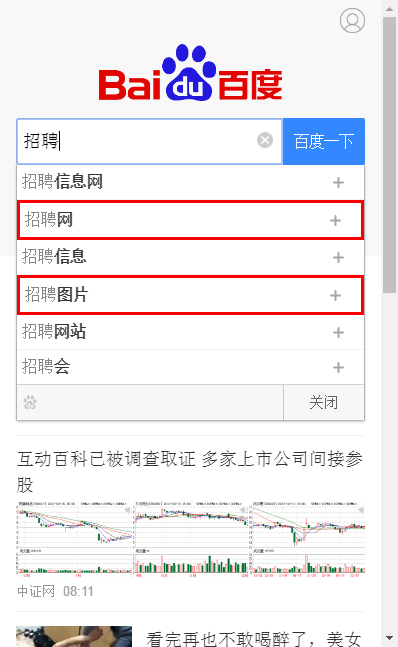 Bai du 百度
招聘
百度一下
招聘信息网
招聘网
招聘信息
招聘图片
招聘网站
招聘会
关闭
互动百科已被调查取证 多家上市公司间接参
股
中证网 08:11
看完再也不敢喝醉了，美女